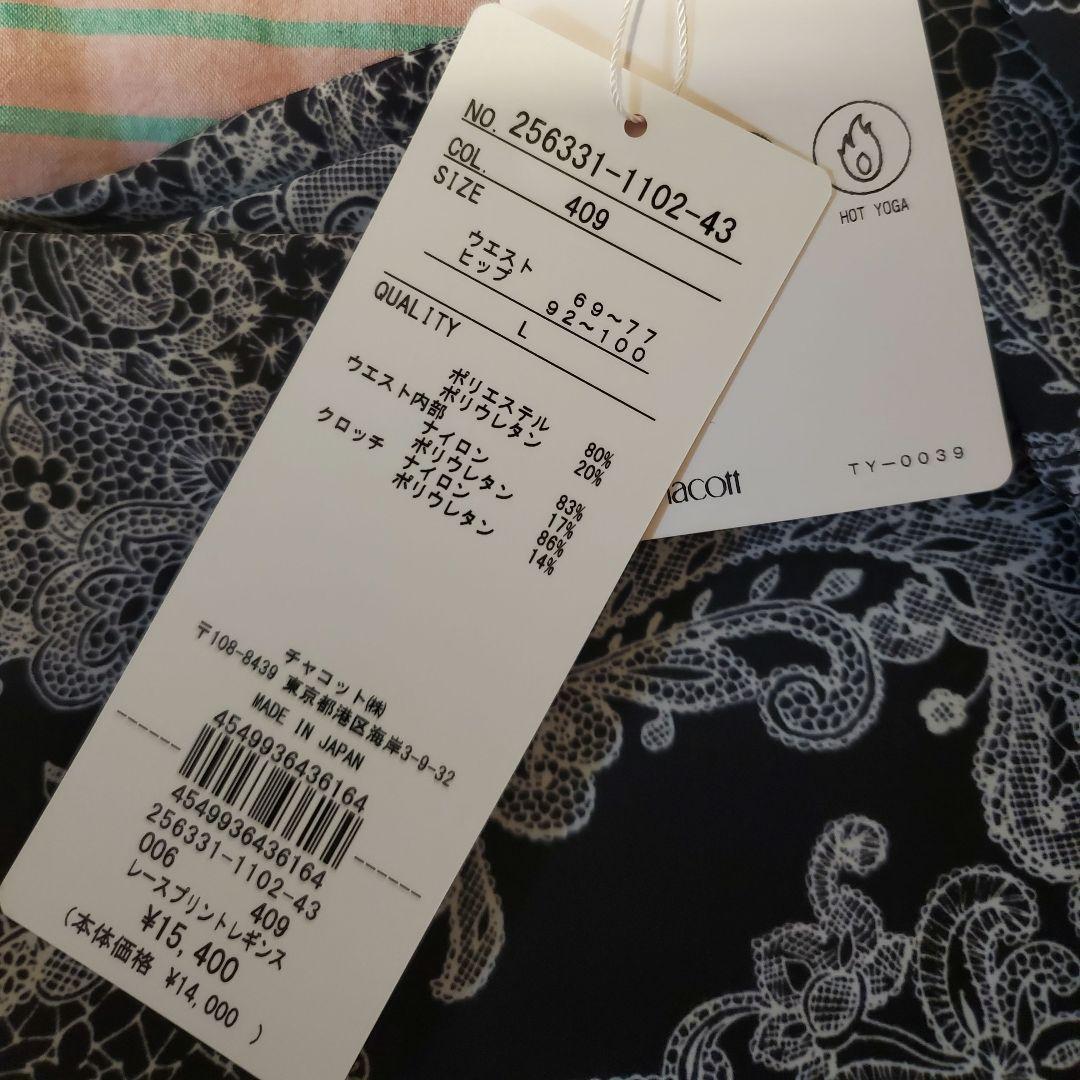 NO. 256331-1102-43
COL. 409
SIZE
ウエスト 69~77
ヒップ 92~100
L
QUALITY
ポリエステル 80%
ポリウレタン 20%
ウエスト内部
ナイロン 83%
ポリウレタン 17%
クロッチ ナイロン 86%
ポリウレタン 14%
チャコット㈱
〒108-8439 東京都港区海岸3-9-32
MADE IN JAPAN
4549936436164
4549936436164
256331-1102-43
006 409
レースプリントレギンス
¥15,400
(本体価格 ¥14,000 )
HOT YOGA
TY-0039
acott